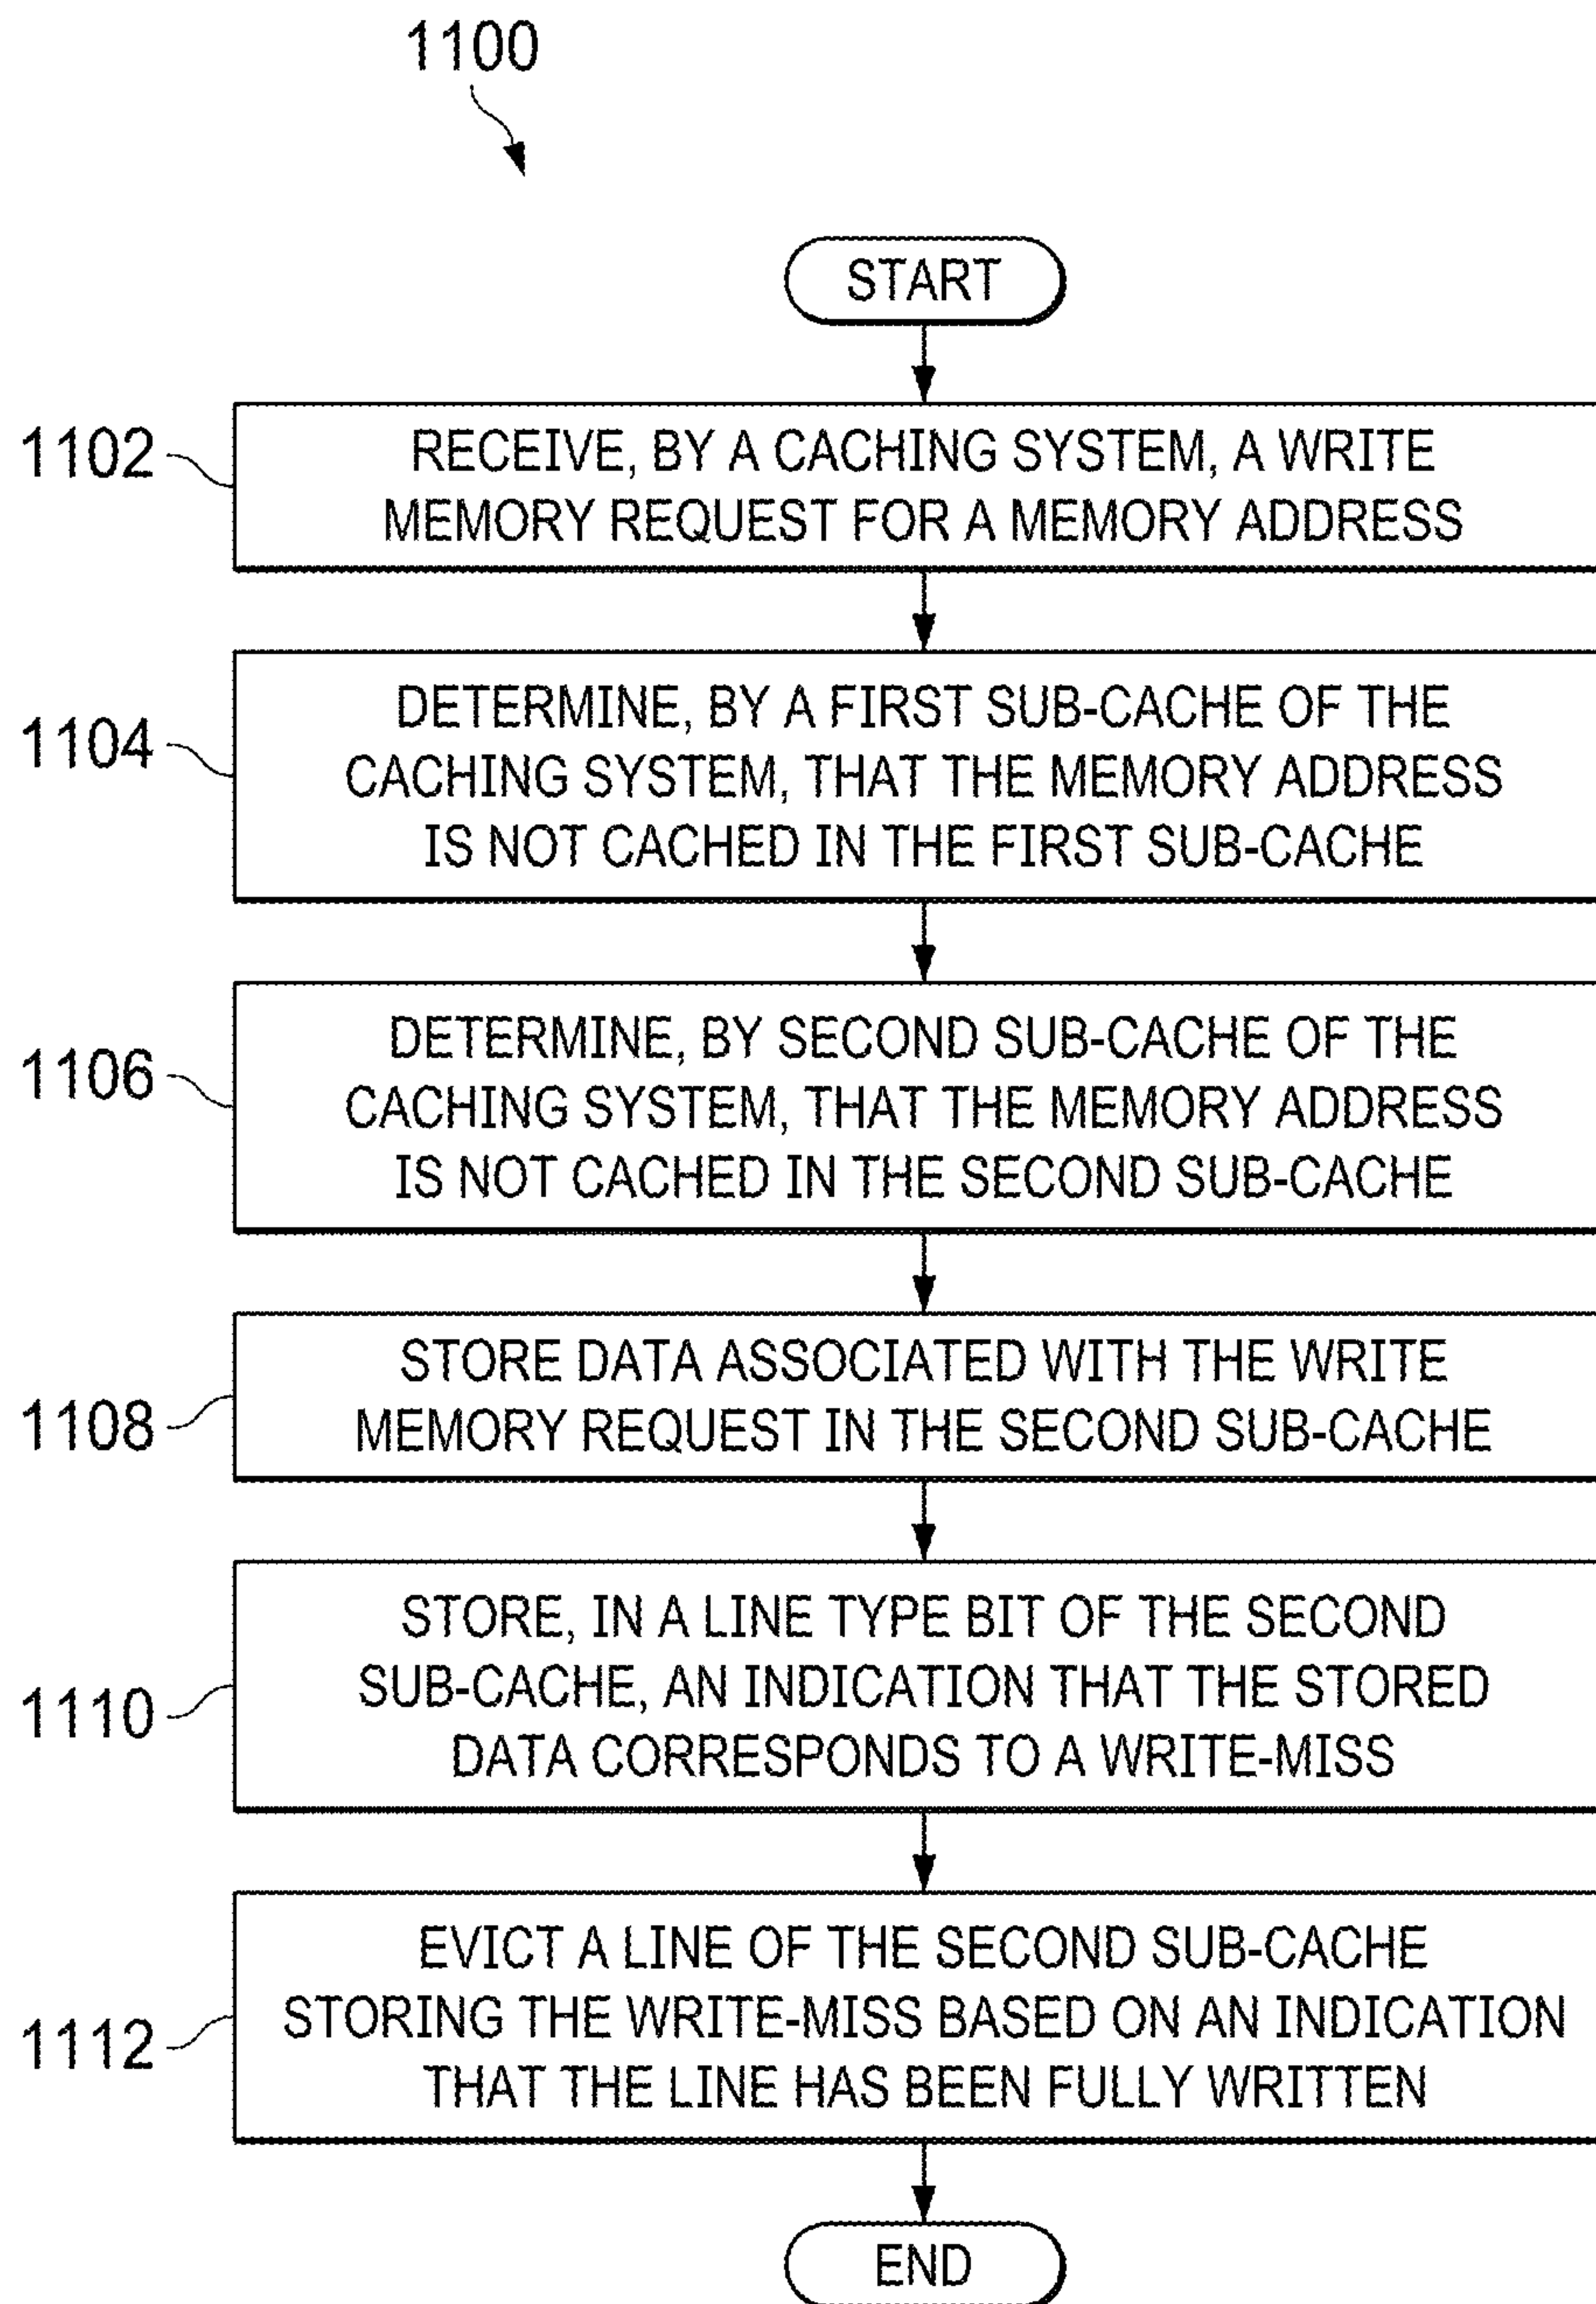 1100
START
1102
RECEIVE, BY A CACHING SYSTEM, A WRITE
MEMORY REQUEST FOR A MEMORY ADDRESS
1104
DETERMINE, BY A FIRST SUB-CACHE OF THE
CACHING SYSTEM, THAT THE MEMORY ADDRESS
IS NOT CACHED IN THE FIRST SUB-CACHE
1106
DETERMINE, BY SECOND SUB-CACHE OF THE
CACHING SYSTEM, THAT THE MEMORY ADDRESS
IS NOT CACHED IN THE SECOND SUB-CACHE
1108
STORE DATA ASSOCIATED WITH THE WRITE
MEMORY REQUEST IN THE SECOND SUB-CACHE
1110
STORE, IN A LINE TYPE BIT OF THE SECOND
SUB-CACHE, AN INDICATION THAT THE STORED
DATA CORRESPONDS TO A WRITE-MISS
1112
EVICT A LINE OF THE SECOND SUB-CACHE
STORING THE WRITE-MISS BASED ON AN INDICATION
THAT THE LINE HAS BEEN FULLY WRITTEN
END